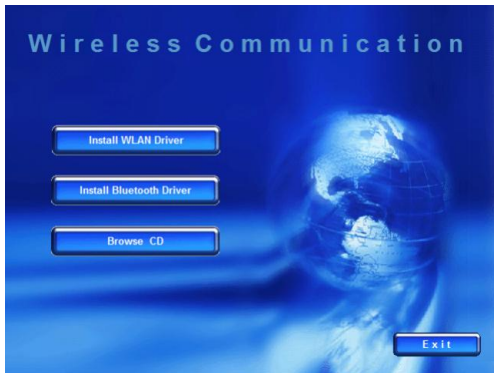 Wireless Communication
Install WLAN Driver
Install Bluetooth Driver
Browse CD
Exit